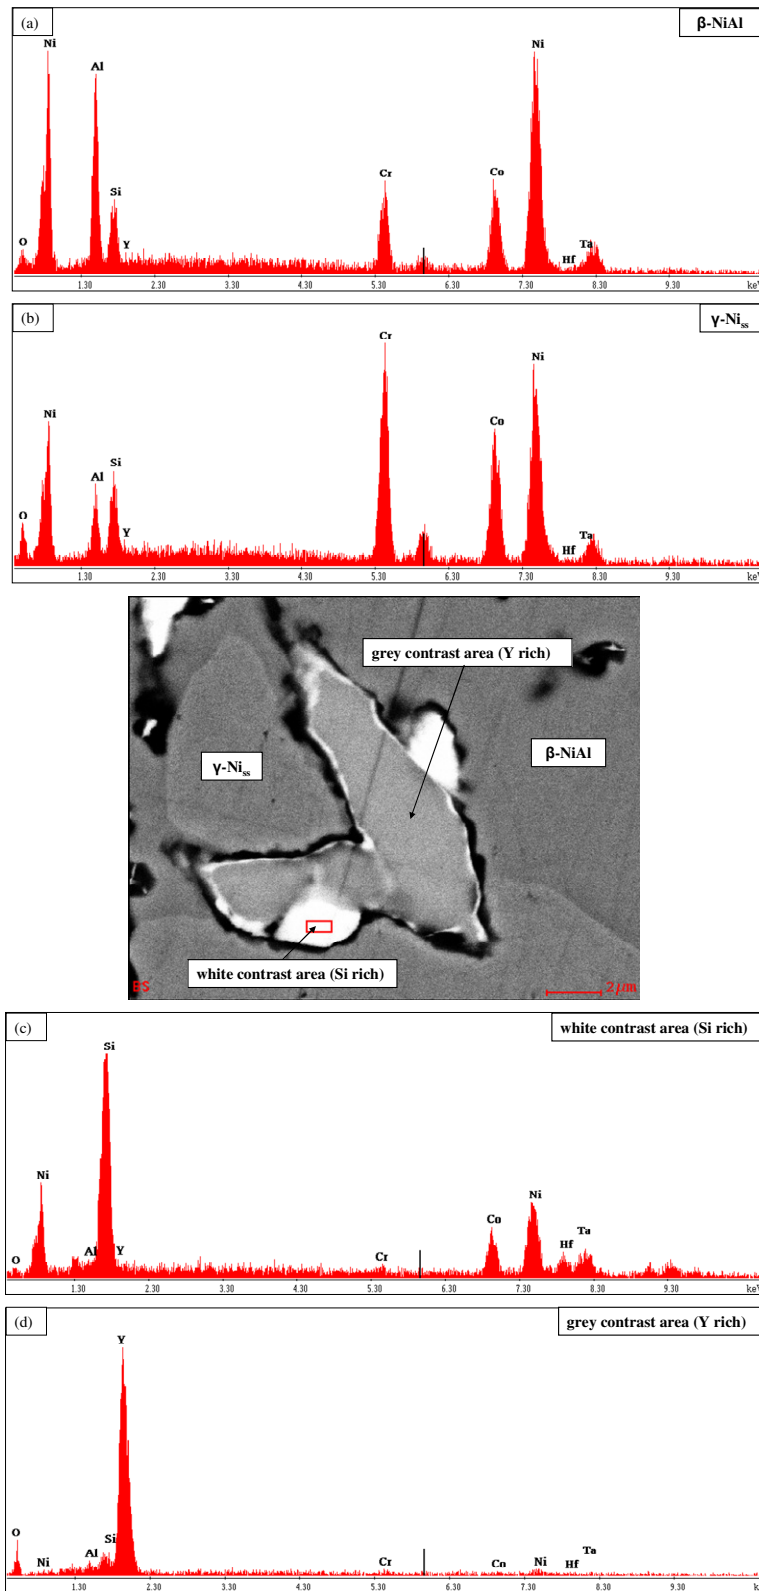 (a)
β-NiAl
Ni
Al
Si
Y
O
Cr
Co
Ni
Hf
Ta
1.30 2.30 3.30 4.30 5.30 6.30 7.30 8.30 9.30 keV
(b)
γ-Niss
Ni
Al
Si
Y
O
Cr
Co
Ni
Hf
Ta
1.30 2.30 3.30 4.30 5.30 6.30 7.30 8.30 9.30 keV
grey contrast area (Y rich)
γ-Niss
β-NiAl
white contrast area (Si rich)
2µm
(c)
white contrast area (Si rich)
Si
Ni
O
Al
Y
Cr
Co
Ni
Hf
Ta
1.30 2.30 3.30 4.30 5.30 6.30 7.30 8.30 9.30 keV
(d)
grey contrast area (Y rich)
Y
O
Ni
Al
Si
Cr
Co
Ni
Hf
Ta
1.30 2.30 3.30 4.30 5.30 6.30 7.30 8.30 9.30